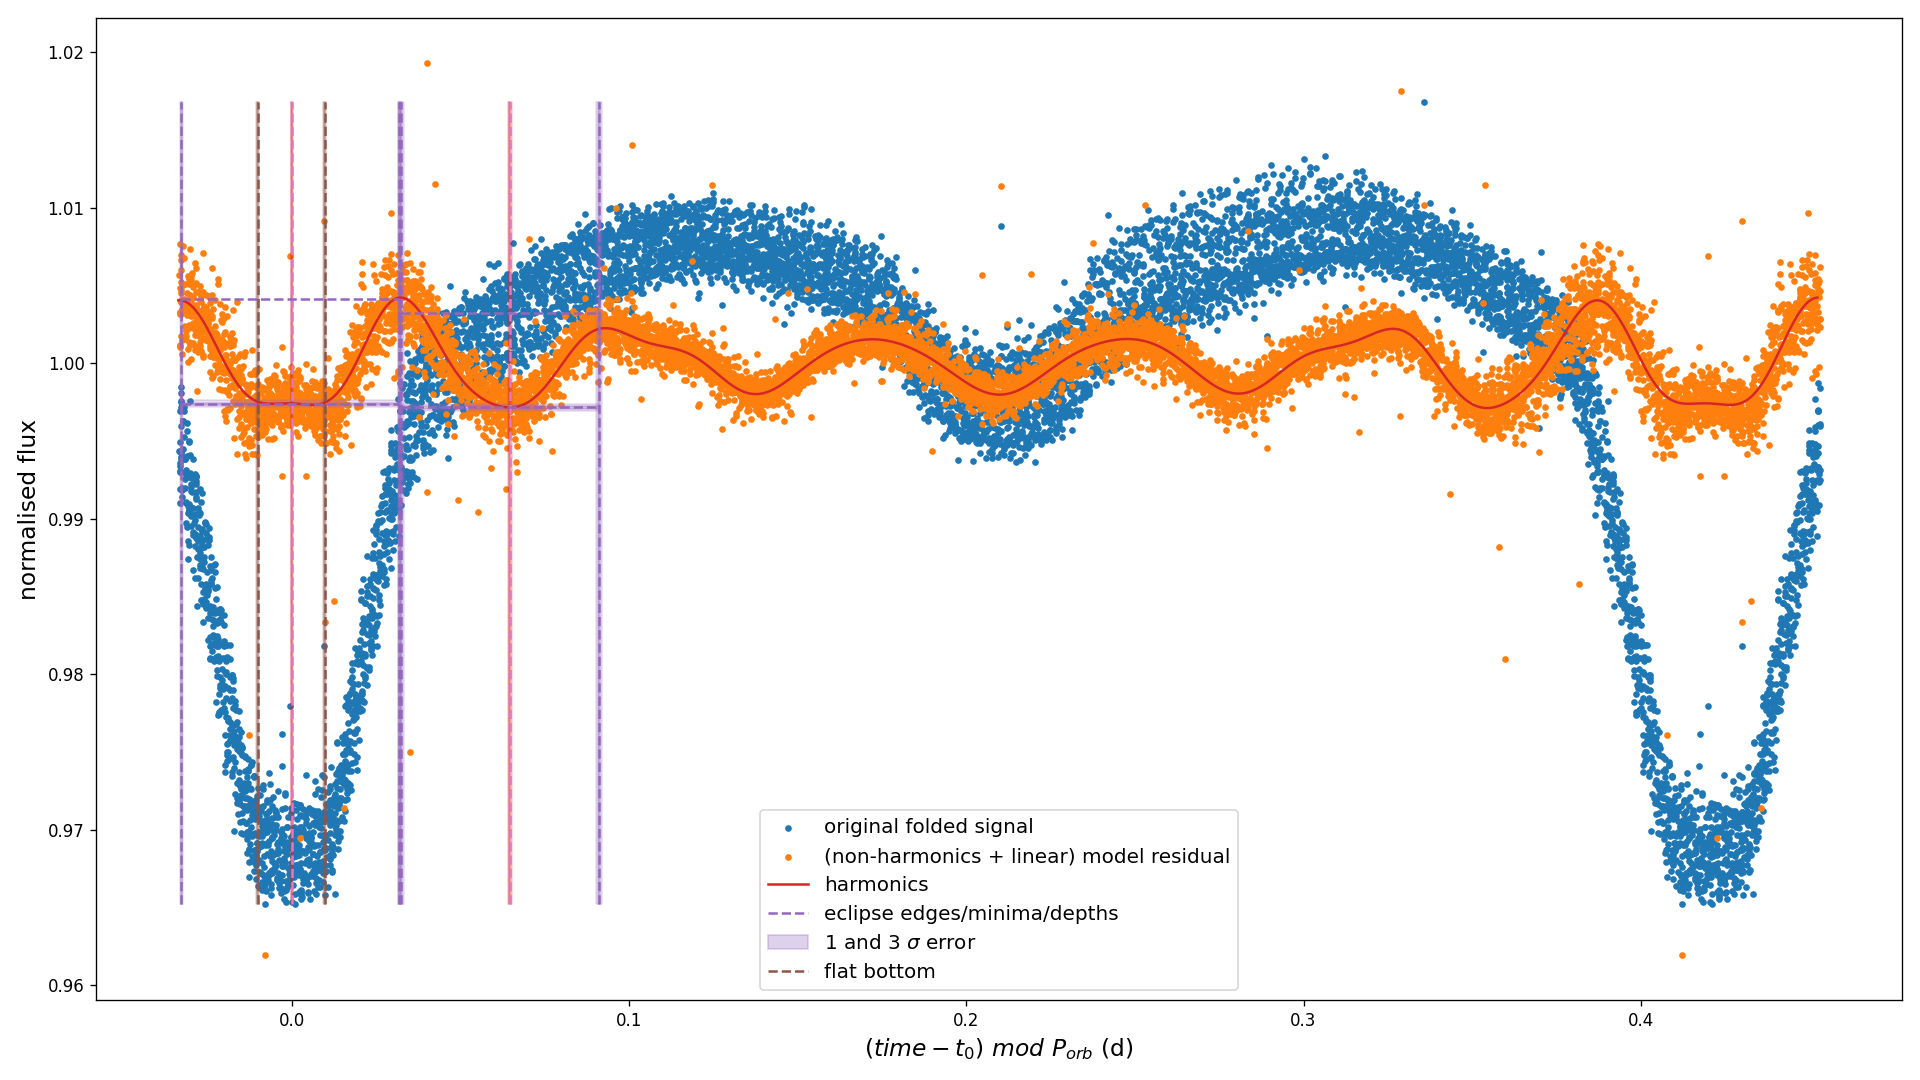 normalised flux
1.02
1.01
1.00
0.99
0.98
0.97
0.96
original folded signal
(non-harmonics + linear) model residual
harmonics
eclipse edges/minima/depths
1 and 3 σ error
flat bottom
0.0 0.1 0.2 0.3 0.4
(time − t₀) mod P_orb (d)